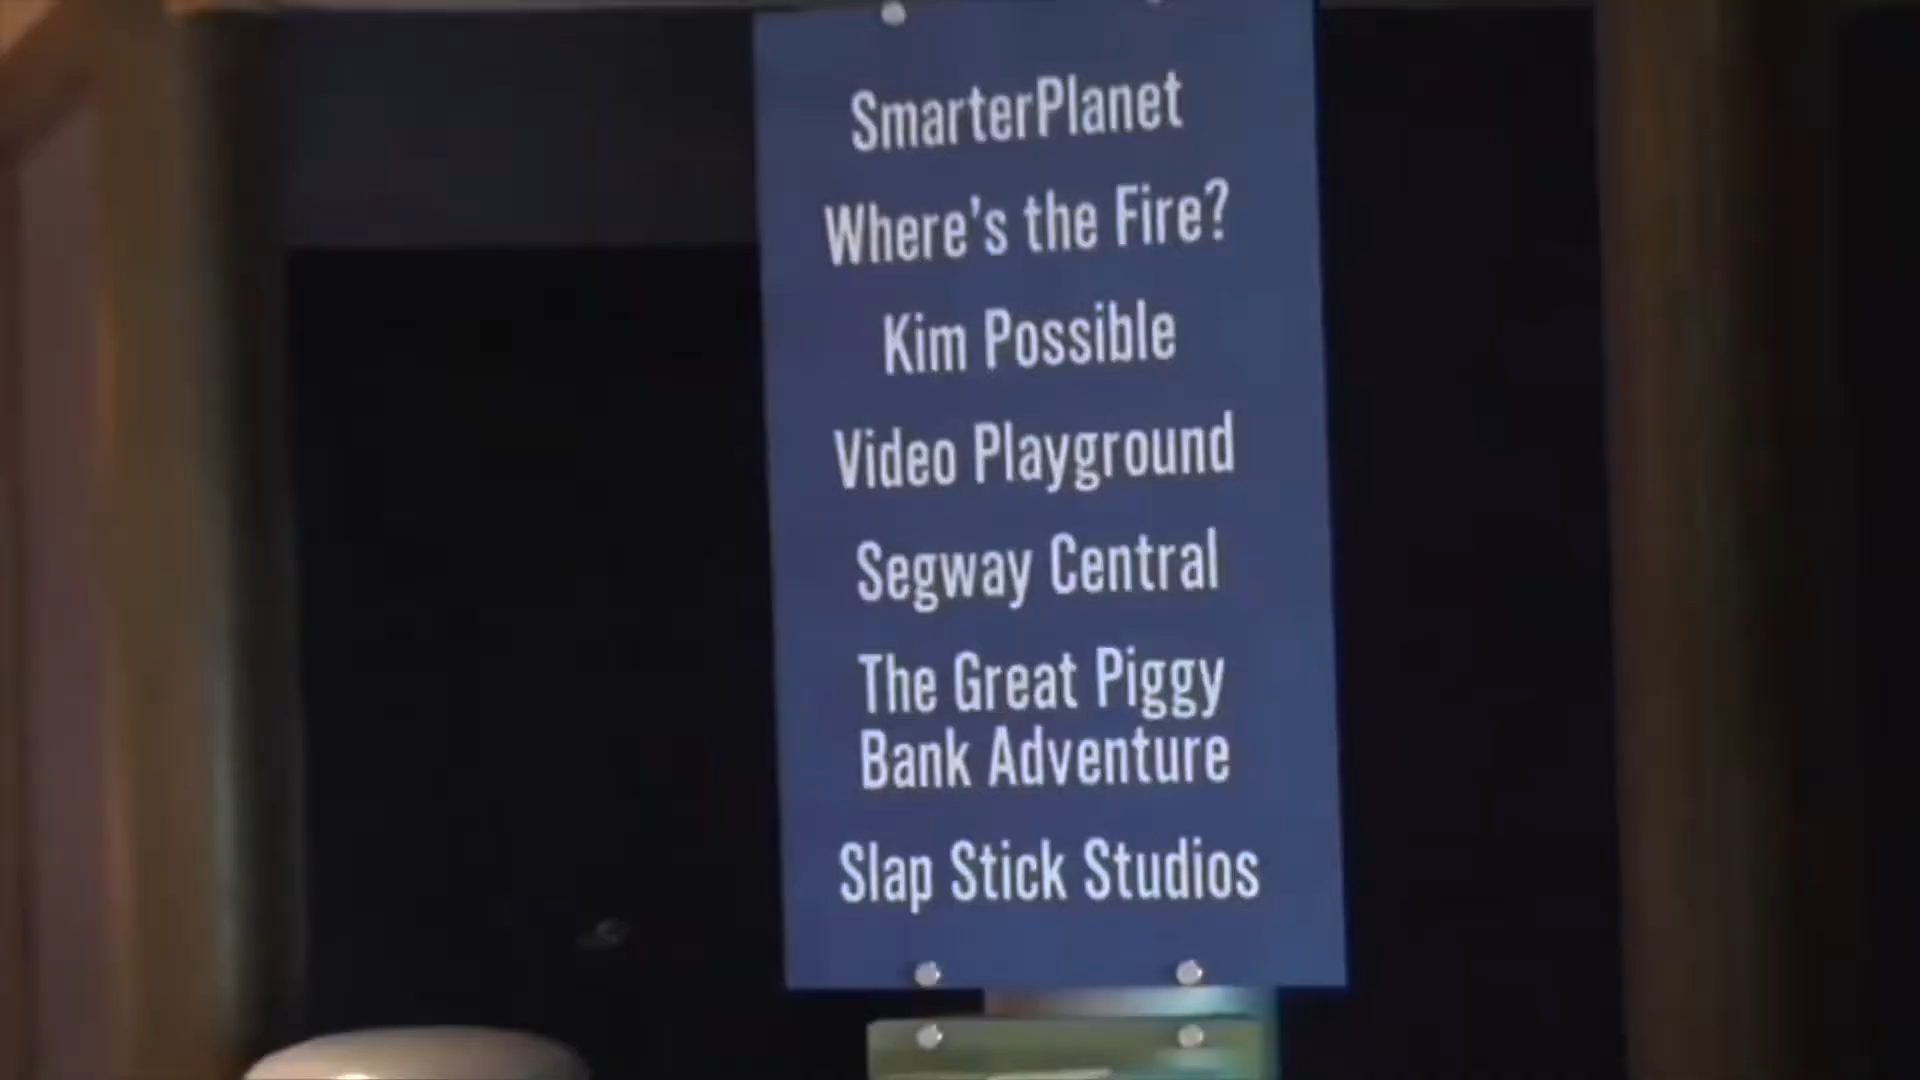 SmarterPlanet
Where's the Fire?
Kim Possible
Video Playground
Segway Central
The Great Piggy
Bank Adventure
Slap Stick Studios